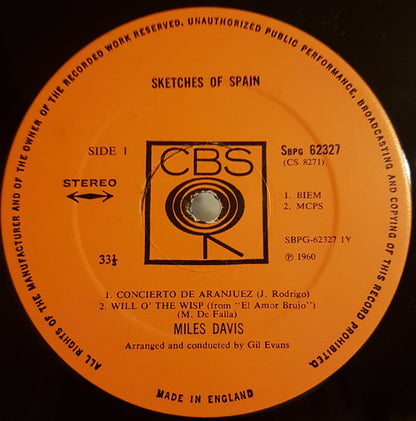 ALL RIGHTS OF THE MANUFACTURER AND OF THE OWNER OF THE RECORDED WORK RESERVED, UNAUTHORIZED PUBLIC PERFORMANCE, BROADCASTING AND COPYING OF THIS RECORD PROHIBITED.
SKETCHES OF SPAIN
SIDE 1
CBS
SBPG 62327
(CS 8271)
STEREO
1. BIEM
2. MCPS
SBPG-62327 1Y
33⅓
℗ 1960
1. CONCIERTO DE ARANJUEZ (J. Rodrigo)
2. WILL O' THE WISP (from "El Amor Brujo")
(M. De Falla)
MILES DAVIS
Arranged and conducted by Gil Evans
MADE IN ENGLAND